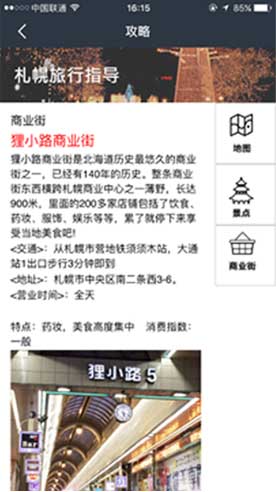 中国联通
16:15
攻略
札幌旅行指导
商业街
狸小路商业街
狸小路商业街是北海道历史最悠久的商业
街之一，已经有140年的历史。整条商业
街东西横跨札幌商业中心之一薄野，长达
900米，里面的200多家店铺包括了饮食、
药妆、服饰、娱乐等等，累了就停下来享
受当地美食吧!
<交通>：从札幌市营地铁须须木站，大通
站1出口步行3分钟即到
<地址>：札幌市中央区南二条西3-6。
<营业时间>：全天
特点：药妆，美食高度集中 消费指数：
一般
地图
景点
商业街
狸小路5